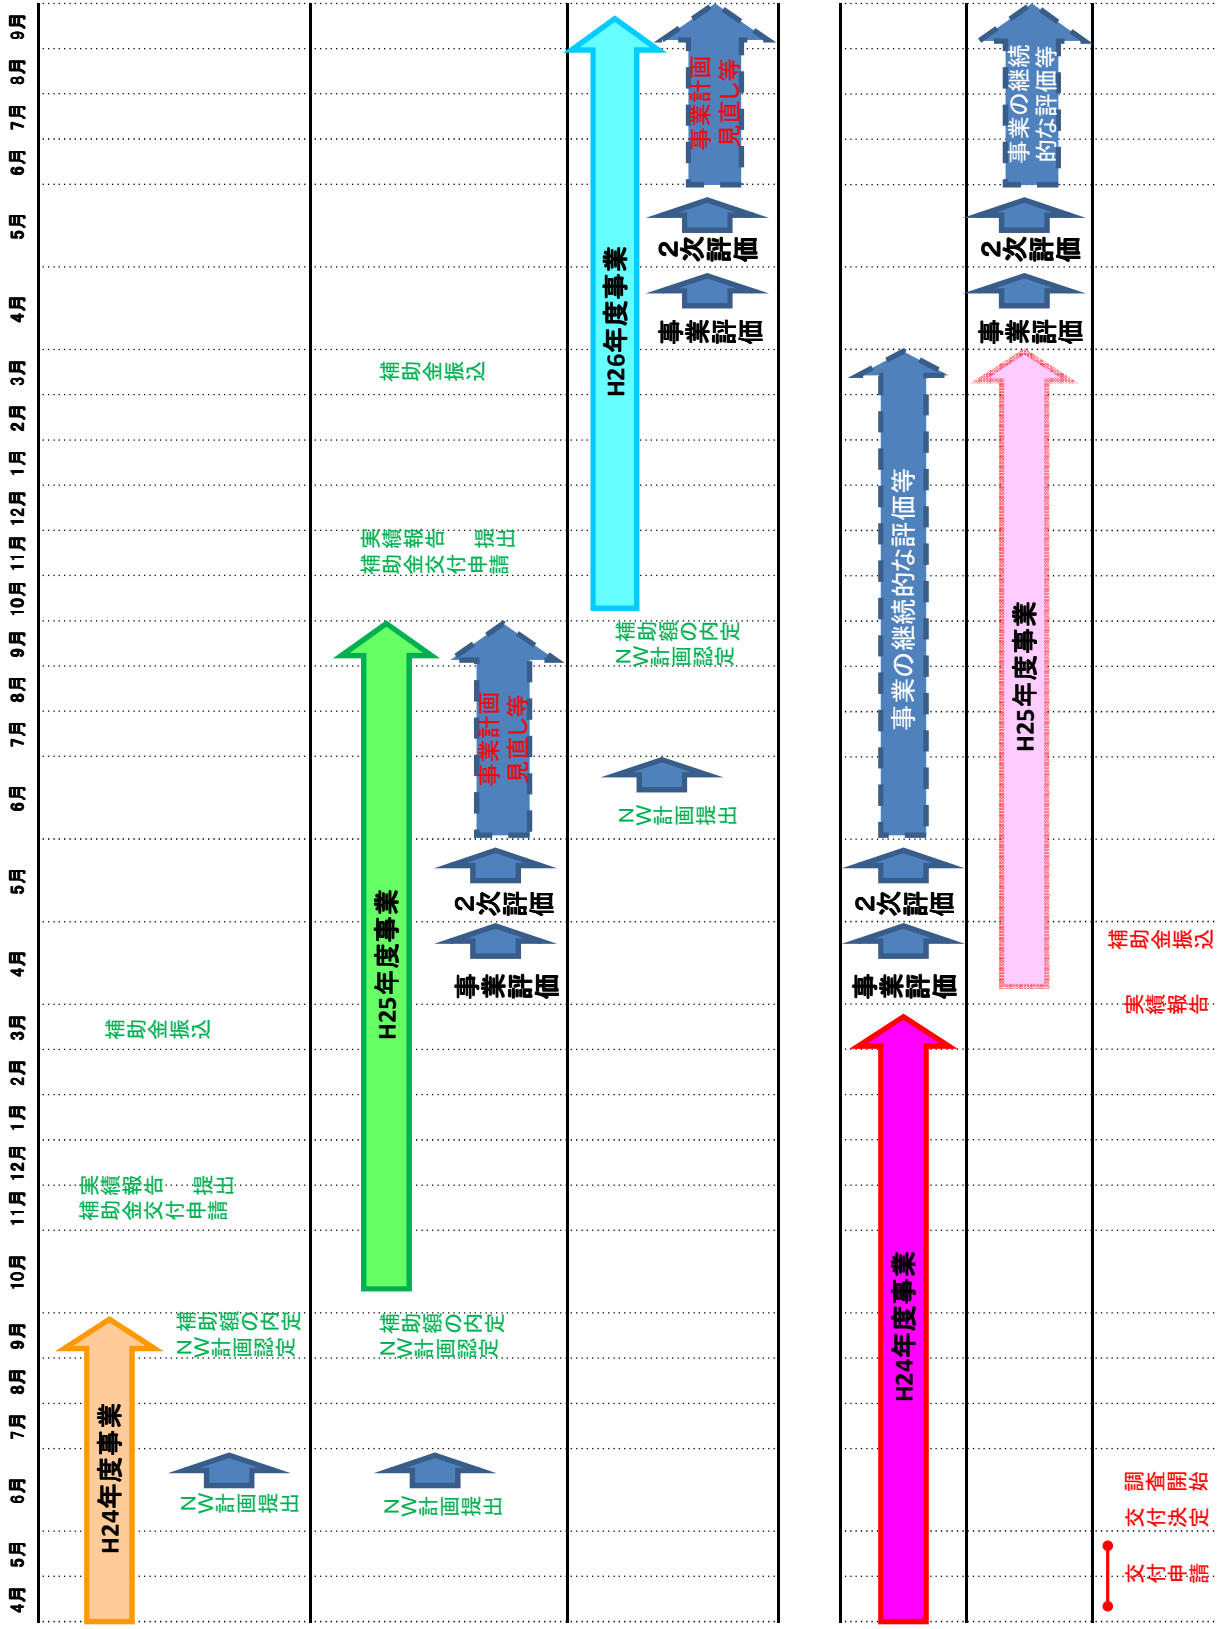 4月
5月
6月
7月
8月
9月
10月
11月
12月
1月
2月
3月
4月
5月
6月
7月
8月
9月
10月
11月
12月
1月
2月
3月
4月
5月
6月
7月
8月
9月
H24年度事業
NW計画提出
補助額の内定
NW計画認定
実績報告　提出
補助金交付申請
補助金振込
NW計画提出
補助額の内定
NW計画認定
H25年度事業
事業評価
2次評価
事業計画
見直し等
実績報告　提出
補助金交付申請
補助金振込
NW計画提出
補助額の内定
NW計画認定
H26年度事業
事業評価
2次評価
事業計画
見直し等
H24年度事業
事業評価
2次評価
事業の継続的な評価等
H25年度事業
事業評価
2次評価
事業の継続
的な評価等
交付申請
交付決定
調査開始
実績報告
補助金振込